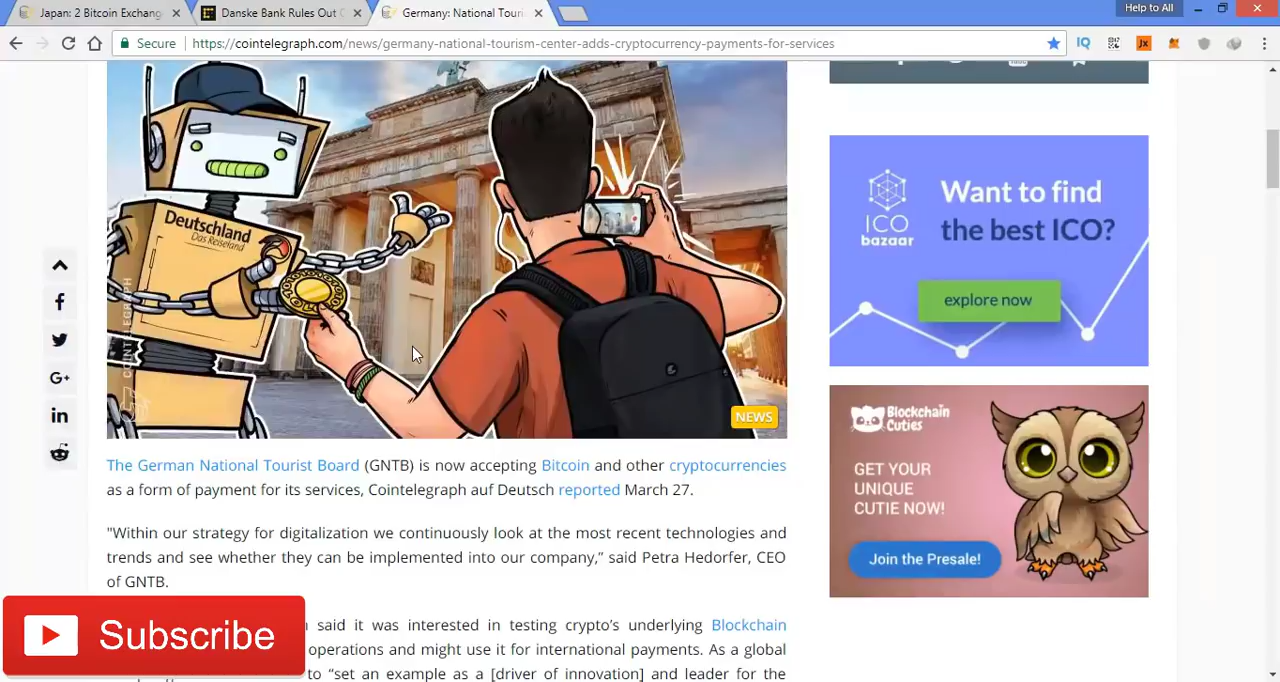 Japan: 2 Bitcoin Exchang
Danske Bank Rules Out C
Germany: National Touri
Help to All
Secure
https://cointelegraph.com/news/germany-national-tourism-center-adds-cryptocurrency-payments-for-services
IQ
Jx
Deutschland
Das Reiseland
COINTELEGRAPH
NEWS
ICO
bazaar
Want to find
the best ICO?
explore now
Blockchain
Cuties
GET YOUR
UNIQUE
CUTIE NOW!
Join the Presale!
f
G+
in
The German National Tourist Board (GNTB) is now accepting Bitcoin and other cryptocurrencies
as a form of payment for its services, Cointelegraph auf Deutsch reported March 27.
"Within our strategy for digitalization we continuously look at the most recent technologies and
trends and see whether they can be implemented into our company,” said Petra Hedorfer, CEO
of GNTB.
said it was interested in testing crypto’s underlying Blockchain
operations and might use it for international payments. As a global
to “set an example as a [driver of innovation] and leader for the
Subscribe